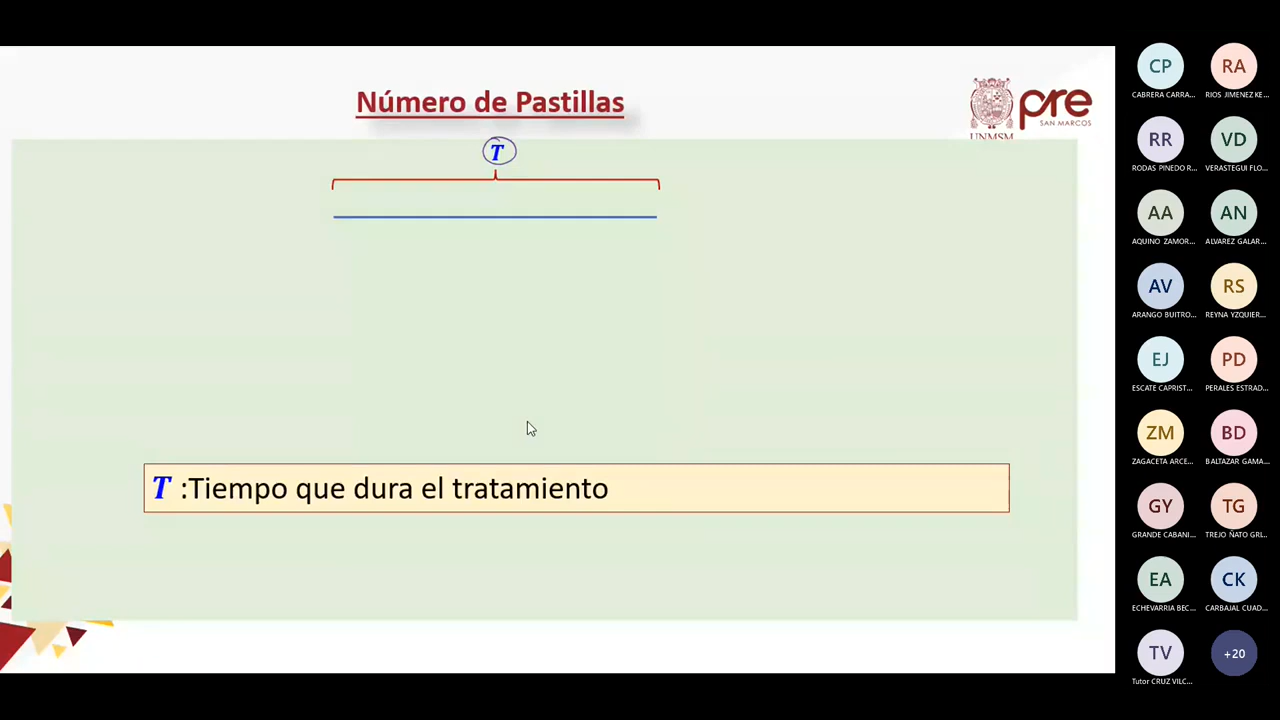 Número de Pastillas
UNMSM
pre
SAN MARCOS
T
T :Tiempo que dura el tratamiento
CP
RA
CABRERA CARRA...
RIOS JIMENEZ KE...
RR
VD
RODAS PINEDO R...
VERASTEGUI FLO...
AA
AN
AQUINO ZAMOR...
ALVAREZ GALAR...
AV
RS
ARANGO BUITRO...
REYNA YZQUIER...
EJ
PD
ESCATE CAPRIST...
PERALES ESTRAD...
ZM
BD
ZAGACETA ARCE...
BALTAZAR GAMA...
GY
TG
GRANDE CABANI...
TREJO ÑATO GRL...
EA
CK
ECHEVARRIA BEC...
CARBAJAL CUAD...
TV
+20
Tutor CRUZ VILC...